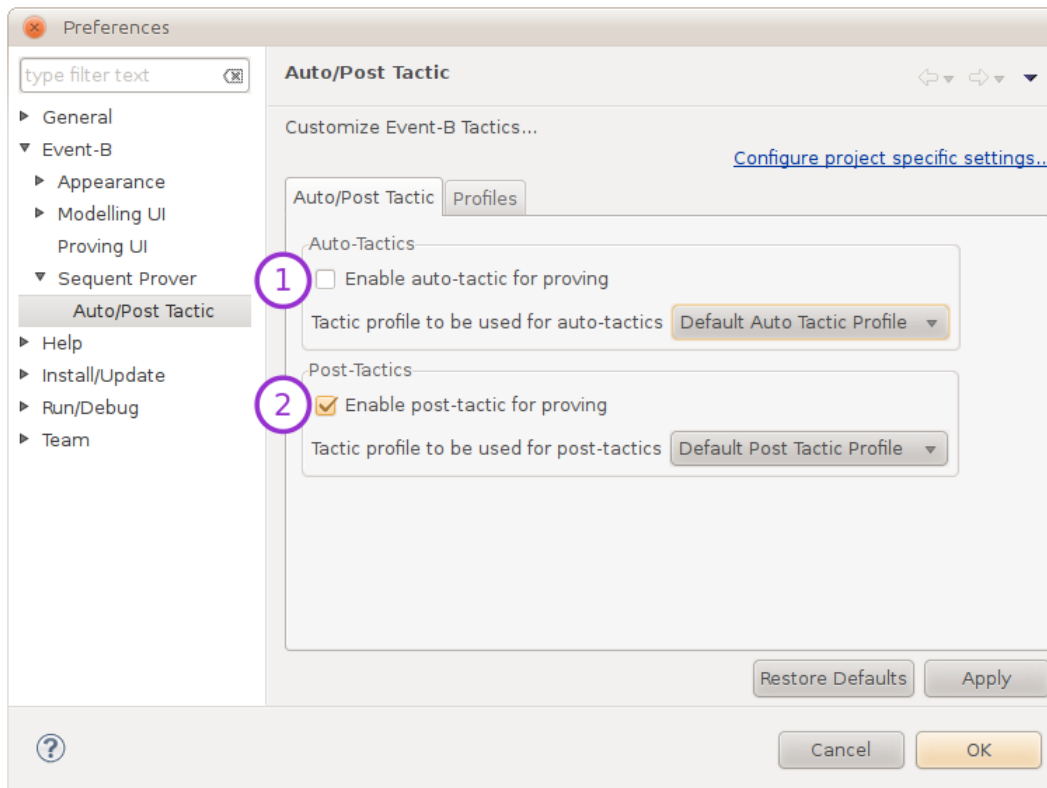 Preferences
type filter text
General
Event-B
Appearance
Modelling UI
Proving UI
Sequent Prover
Auto/Post Tactic
Help
Install/Update
Run/Debug
Team
Auto/Post Tactic
Customize Event-B Tactics...
Configure project specific settings..
Auto/Post Tactic Profiles
Auto-Tactics
1 Enable auto-tactic for proving
Tactic profile to be used for auto-tactics Default Auto Tactic Profile
Post-Tactics
2 Enable post-tactic for proving
Tactic profile to be used for post-tactics Default Post Tactic Profile
Restore Defaults Apply
? Cancel OK